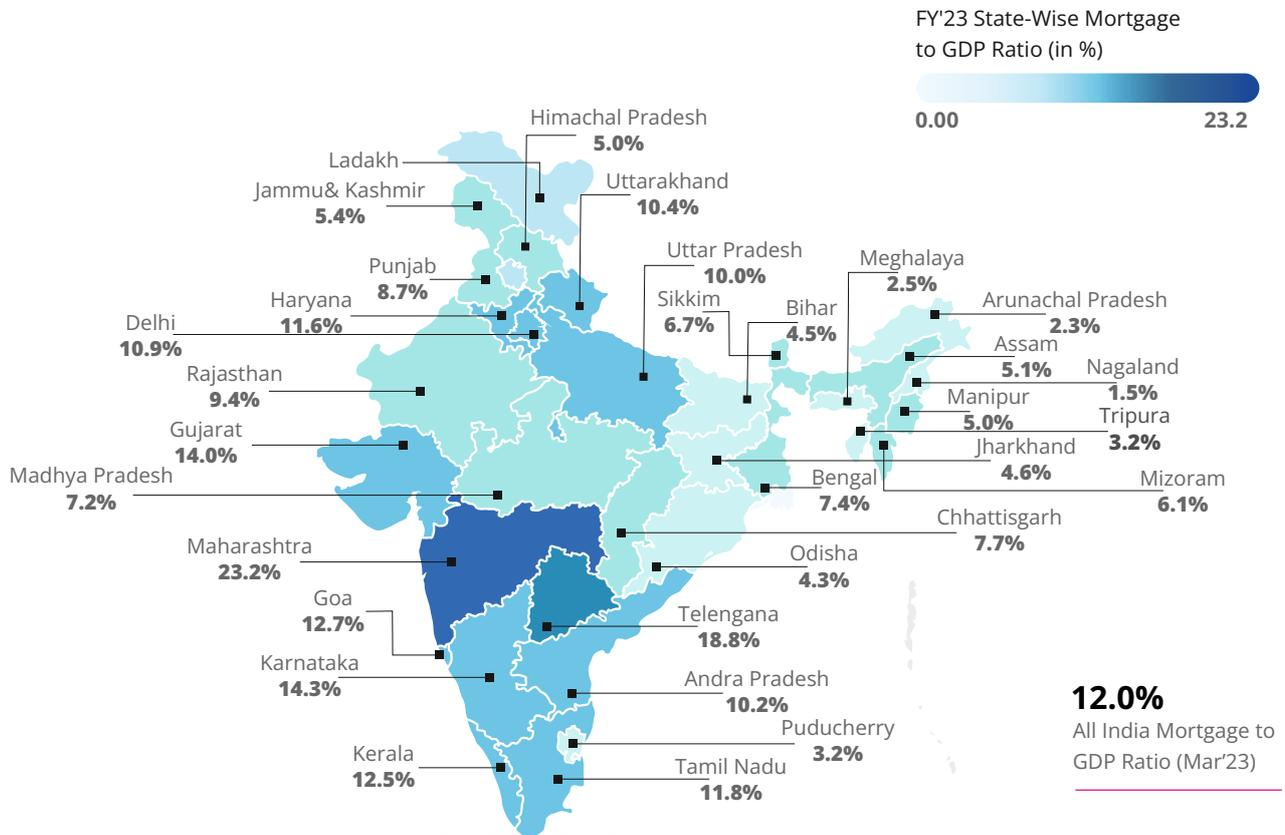 FY'23 State-Wise Mortgage
to GDP Ratio (in %)
0.00
23.2
Himachal Pradesh
5.0%
Ladakh
Jammu& Kashmir
5.4%
Uttarakhand
10.4%
Punjab
8.7%
Uttar Pradesh
10.0%
Meghalaya
2.5%
Haryana
11.6%
Sikkim
6.7%
Bihar
4.5%
Arunachal Pradesh
2.3%
Delhi
10.9%
Assam
5.1%
Rajasthan
9.4%
Nagaland
1.5%
Manipur
5.0%
Tripura
3.2%
Gujarat
14.0%
Jharkhand
4.6%
Madhya Pradesh
7.2%
Bengal
7.4%
Mizoram
6.1%
Chhattisgarh
7.7%
Maharashtra
23.2%
Odisha
4.3%
Goa
12.7%
Telengana
18.8%
Karnataka
14.3%
Andra Pradesh
10.2%
Puducherry
3.2%
Kerala
12.5%
Tamil Nadu
11.8%
12.0%
All India Mortgage to
GDP Ratio (Mar'23)